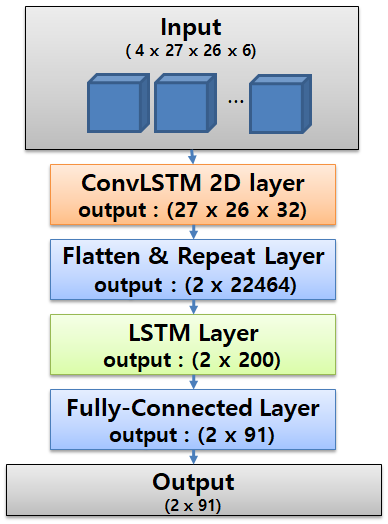 Input
( 4 x 27 x 26 x 6)
...
ConvLSTM 2D layer
output : (27 x 26 x 32)
Flatten & Repeat Layer
output : (2 x 22464)
LSTM Layer
output : (2 x 200)
Fully-Connected Layer
output : (2 x 91)
Output
(2 x 91)